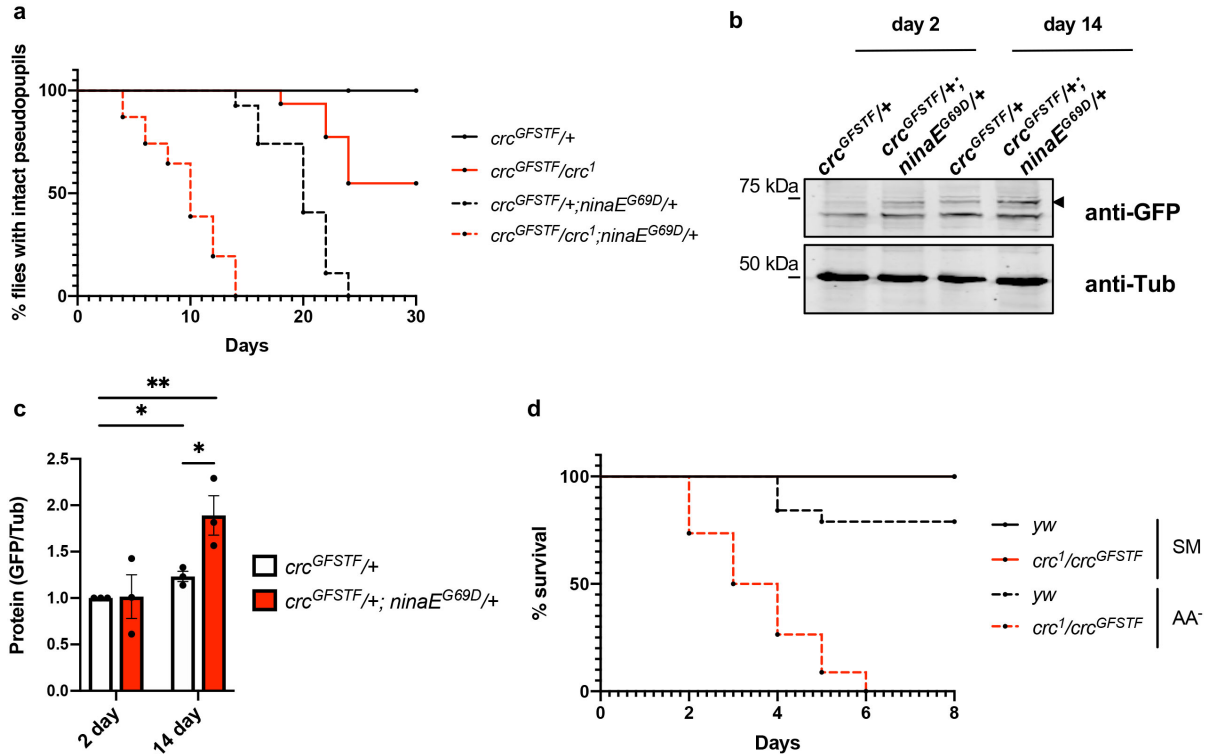 a
% flies with intact pseudopupils
100
50
0
0 10 20 30
Days
crc^GFSTF/+
crc^GFSTF/crc^1
crc^GFSTF/+;ninaE^G69D/+
crc^GFSTF/crc^1;ninaE^G69D/+
b
day 2 day 14
crc^GFSTF/+
crc^GFSTF/+;
ninaE^G69D/+
crc^GFSTF/+
crc^GFSTF/+;
ninaE^G69D/+
75 kDa
anti-GFP
50 kDa
anti-Tub
c
**
*
*
Protein (GFP/Tub)
2.5
2.0
1.5
1.0
0.5
0.0
2 day
14 day
crc^GFSTF/+
crc^GFSTF/+; ninaE^G69D/+
d
% survival
100
50
0
0 2 4 6 8
Days
yw
crc^1/crc^GFSTF
SM
yw
crc^1/crc^GFSTF
AA^-